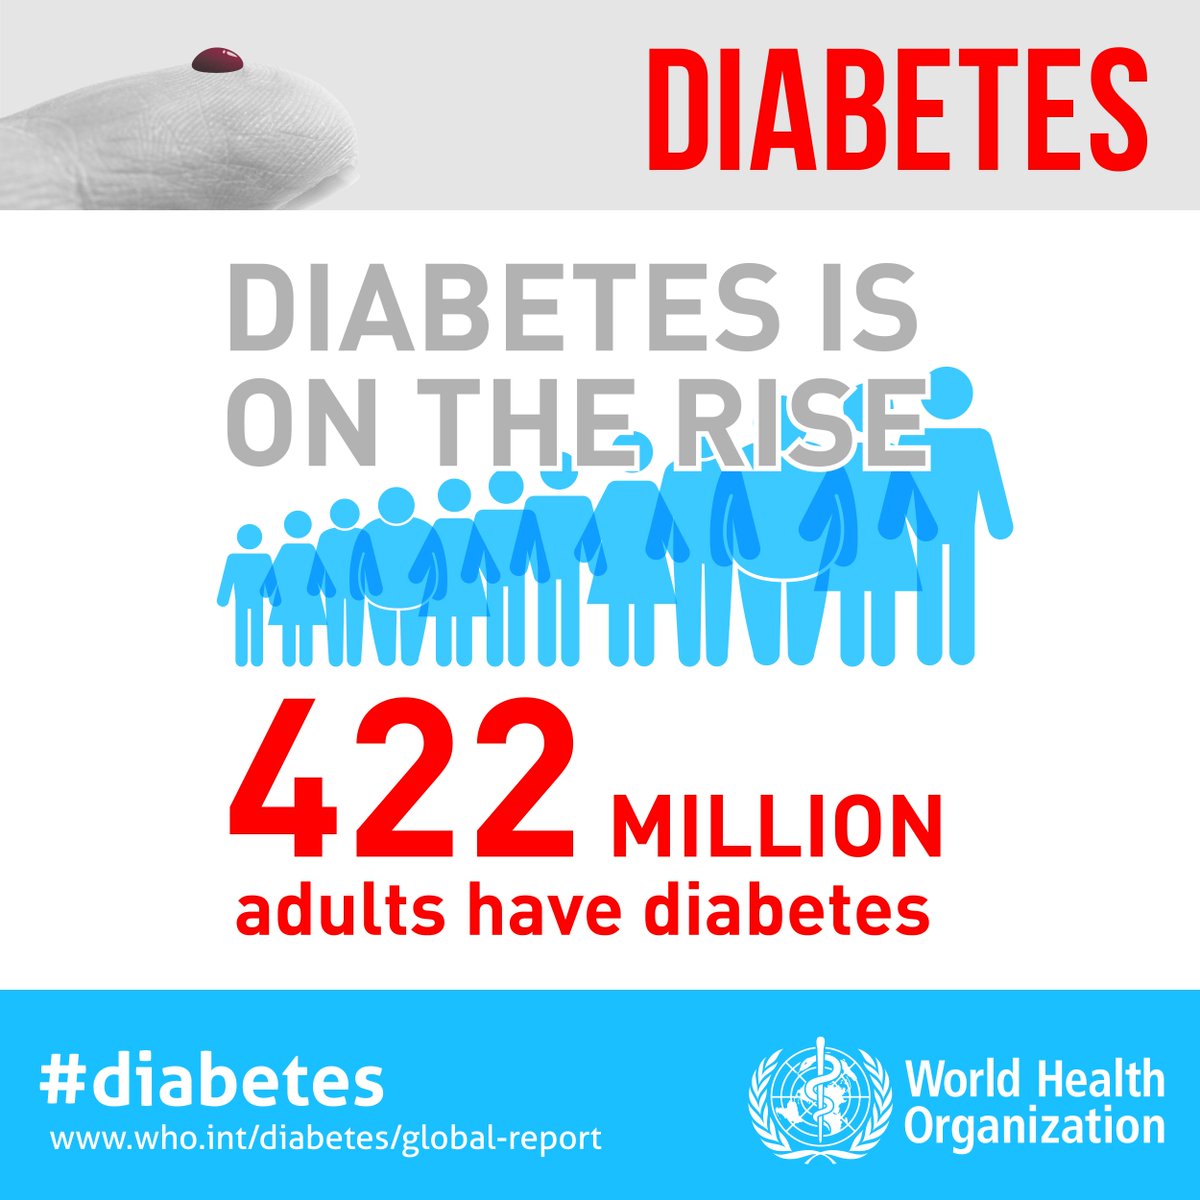 DIABETES
DIABETES IS
ON THE RISE
422 MILLION
adults have diabetes
#diabetes
www.who.int/diabetes/global-report
World Health
Organization